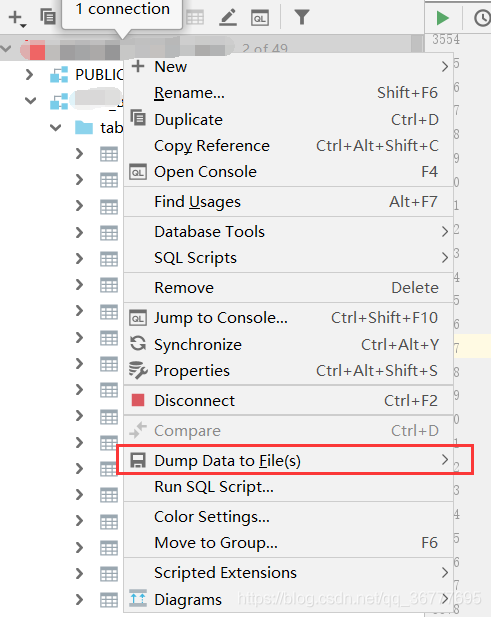 1 connection
2 of 49
PUBLIC
tab
New
Rename... Shift+F6
Duplicate Ctrl+D
Copy Reference Ctrl+Alt+Shift+C
Open Console F4
Find Usages Alt+F7
Database Tools
SQL Scripts
Remove Delete
Jump to Console... Ctrl+Shift+F10
Synchronize Ctrl+Alt+Y
Properties Ctrl+Alt+Shift+S
Disconnect Ctrl+F2
Compare Ctrl+D
Dump Data to File(s)
Run SQL Script...
Color Settings...
Move to Group... F6
Scripted Extensions
Diagrams
3554
https://blog.csdn.net/qq_36777695